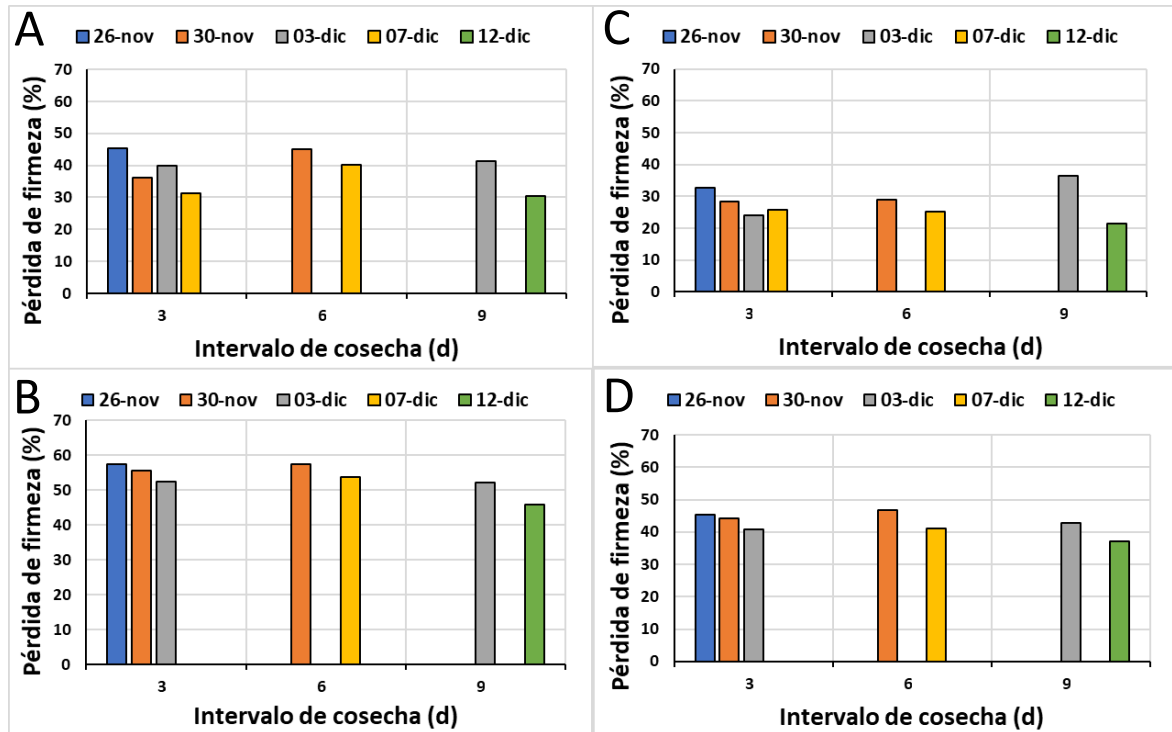 A
26-nov 30-nov 03-dic 07-dic 12-dic
Pérdida de firmeza (%)
70
60
50
40
30
20
10
0
3 6 9
Intervalo de cosecha (d)
C
26-nov 30-nov 03-dic 07-dic 12-dic
Pérdida de firmeza (%)
70
60
50
40
30
20
10
0
3 6 9
Intervalo de cosecha (d)
B
26-nov 30-nov 03-dic 07-dic 12-dic
Pérdida de firmeza (%)
70
60
50
40
30
20
10
0
3 6 9
Intervalo de cosecha (d)
D
26-nov 30-nov 03-dic 07-dic 12-dic
Pérdida de firmeza (%)
70
60
50
40
30
20
10
0
3 6 9
Intervalo de cosecha (d)